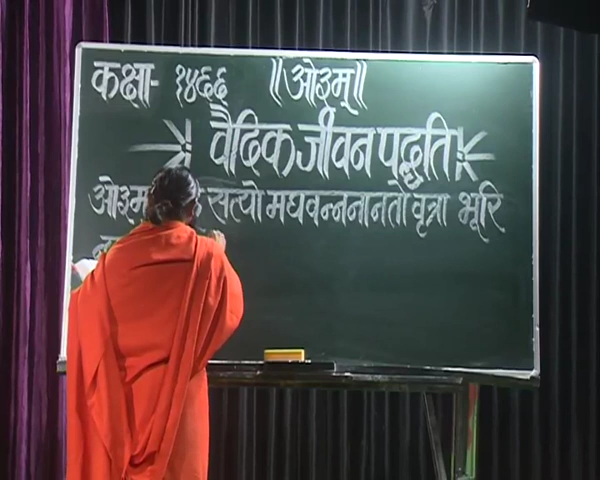 कक्षा- १४६६ ॥ओ३म्॥
वैदिक जीवन पद्धति
ओ३म् सत्यो मघवन्ननानतो वृत्रा भूरि